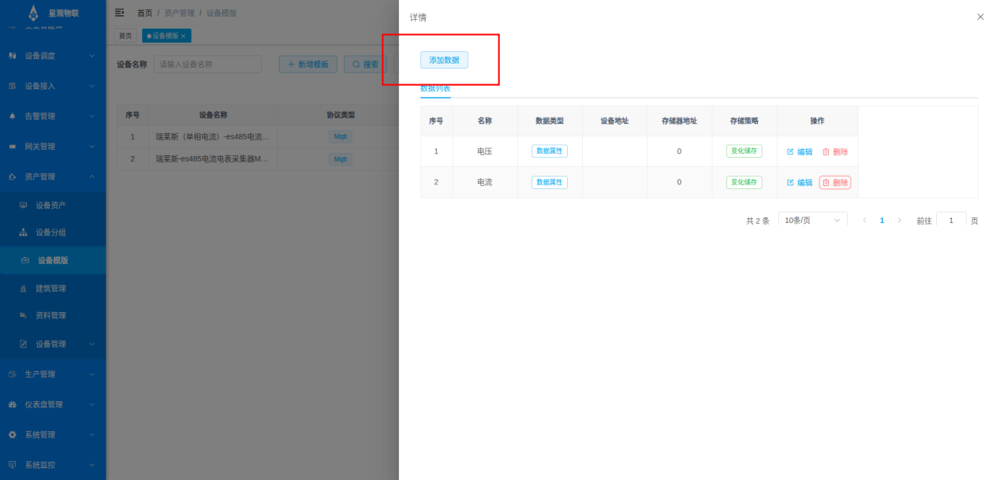 星观物联
首页 / 资产管理 / 设备模版
详情
首页
设备模版
设备调度
设备接入
告警管理
网关管理
资产管理
设备资产
设备分组
设备模版
建筑管理
资料管理
设备管理
生产管理
仪表盘管理
系统管理
系统监控
设备名称 请输入设备名称 新增模板 搜索
序号 设备名称 协议类型
1 瑞莱斯（单相电流）-es485电流… Mqtt
2 瑞莱斯-es485电流电表采集器M… Mqtt
添加数据
数据列表
序号 名称 数据类型 设备地址 存储器地址 存储策略 操作
1 电压 数据属性 0 变化储存 编辑 删除
2 电流 数据属性 0 变化储存 编辑 删除
共 2 条 10条/页 1 前往 1 页